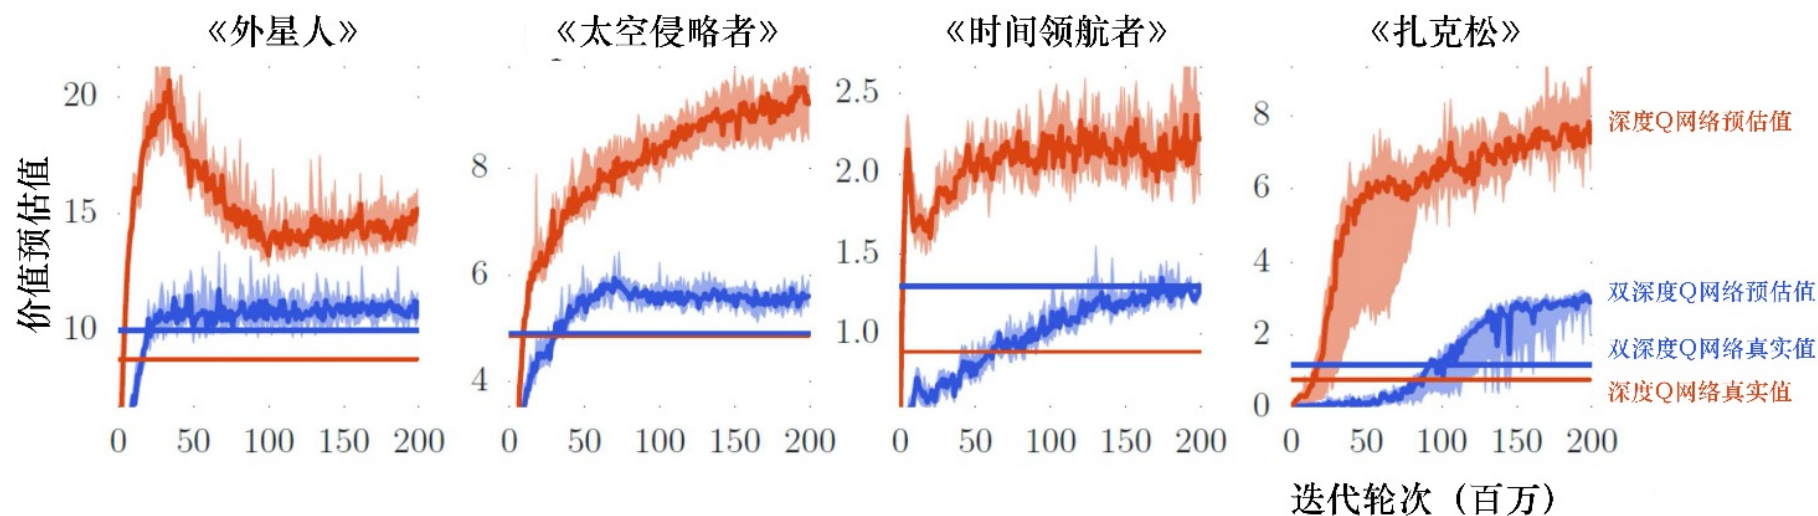 《外星人》
《太空侵略者》
《时间领航者》
《扎克松》
价值预估值
20
15
10
0 50 100 150 200
8
6
4
0 50 100 150 200
2.5
2.0
1.5
1.0
0 50 100 150 200
8
6
4
2
0
0 50 100 150 200
深度Q网络预估值
双深度Q网络预估值
双深度Q网络真实值
深度Q网络真实值
迭代轮次（百万）